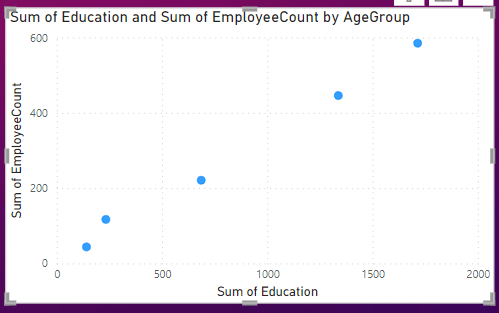 Sum of Education and Sum of EmployeeCount by AgeGroup
Sum of EmployeeCount
600
400
200
0
0 500 1000 1500 2000
Sum of Education